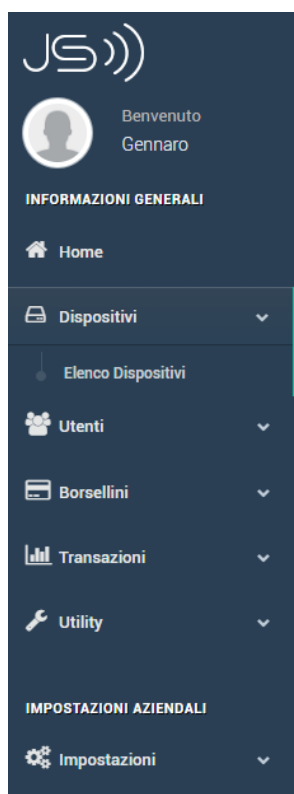 JS
Benvenuto
Gennaro
INFORMAZIONI GENERALI
Home
Dispositivi
Elenco Dispositivi
Utenti
Borsellini
Transazioni
Utility
IMPOSTAZIONI AZIENDALI
Impostazioni